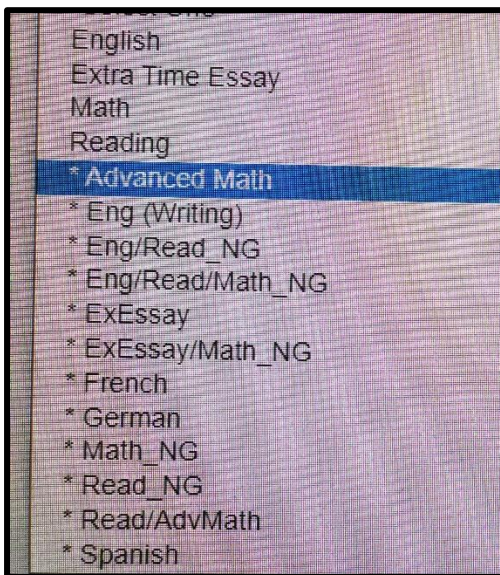 English
Extra Time Essay
Math
Reading
* Advanced Math
* Eng (Writing)
* Eng/Read_NG
* Eng/Read/Math_NG
* ExEssay
* ExEssay/Math_NG
* French
* German
* Math_NG
* Read_NG
* Read/AdvMath
* Spanish